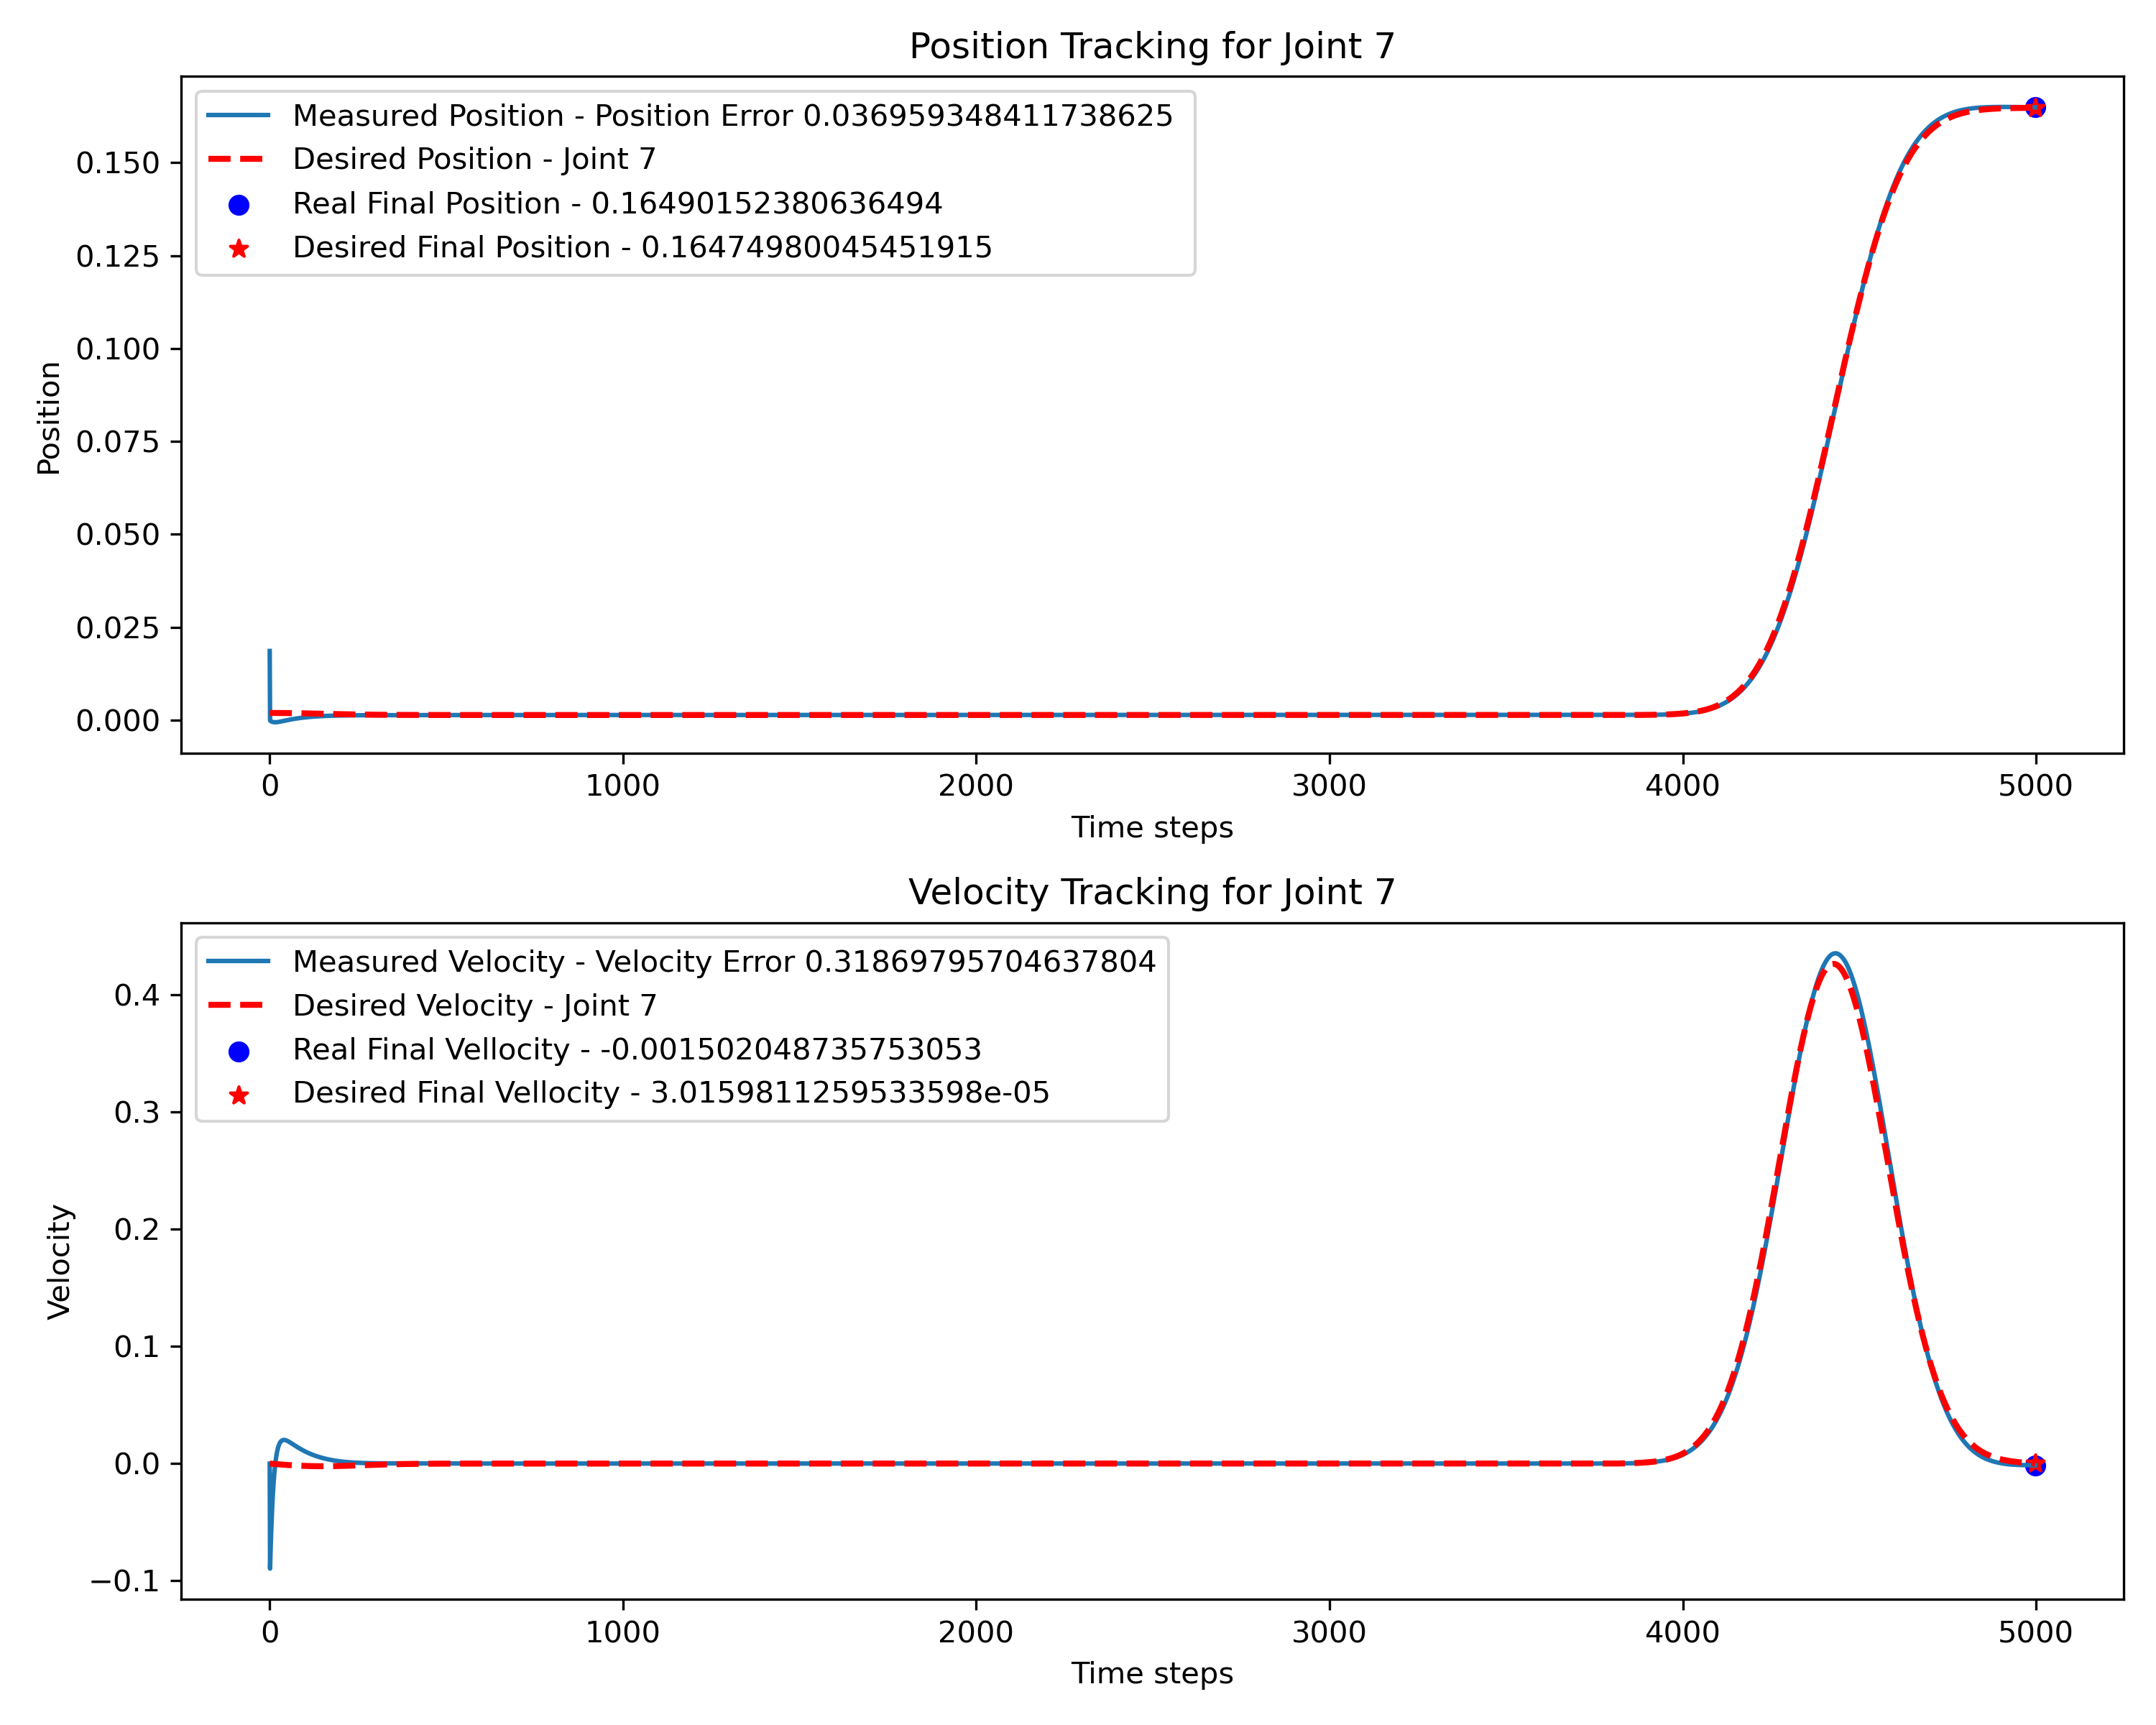 Position Tracking for Joint 7
Measured Position - Position Error 0.036959348411738625
Desired Position - Joint 7
Real Final Position - 0.16490152380636494
Desired Final Position - 0.16474980045451915
Position
0.150
0.125
0.100
0.075
0.050
0.025
0.000
0 1000 2000 3000 4000 5000
Time steps
Velocity Tracking for Joint 7
Measured Velocity - Velocity Error 0.31869795704637804
Desired Velocity - Joint 7
Real Final Vellocity - -0.001502048735753053
Desired Final Vellocity - 3.0159811259533598e-05
Velocity
0.4
0.3
0.2
0.1
0.0
−0.1
0 1000 2000 3000 4000 5000
Time steps